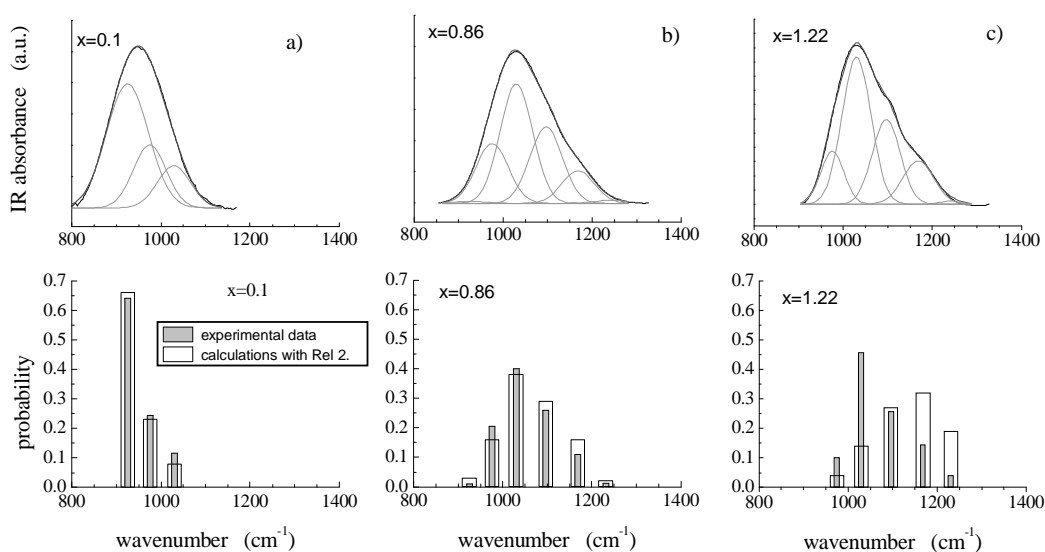 IR absorbance (a.u.)
x=0.1
a)
800 1000 1200 1400
x=0.86
b)
800 1000 1200 1400
x=1.22
c)
800 1000 1200 1400
probability
0.7
0.6
0.5
0.4
0.3
0.2
0.1
0.0
x=0.1
experimental data
calculations with Rel 2.
800 1000 1200 1400
wavenumber (cm⁻¹)
0.7
0.6
0.5
0.4
0.3
0.2
0.1
0.0
x=0.86
800 1000 1200 1400
wavenumber (cm⁻¹)
0.7
0.6
0.5
0.4
0.3
0.2
0.1
0.0
x=1.22
800 1000 1200 1400
wavenumber (cm⁻¹)